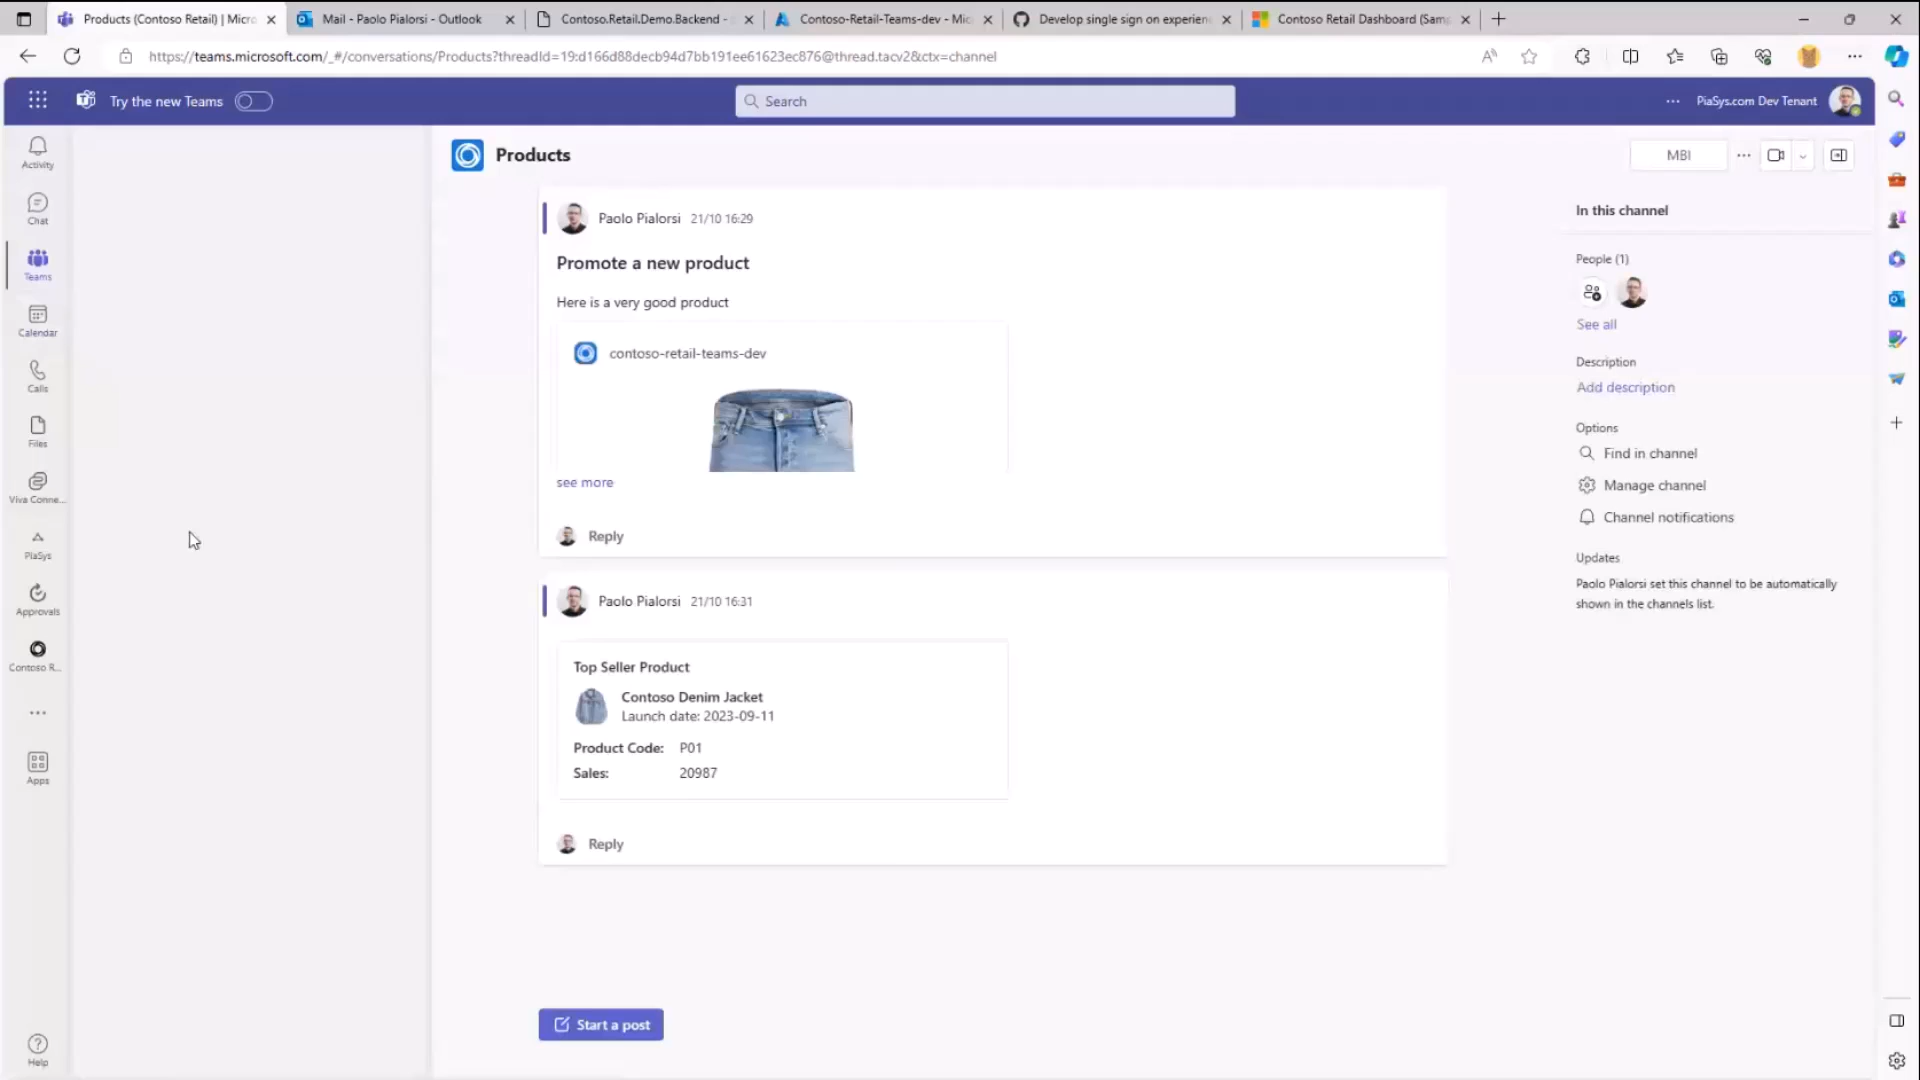 Products (Contoso Retail) | Micro
Mail - Paolo Pialorsi - Outlook
Contoso.Retail.Demo.Backend -
Contoso-Retail-Teams-dev - Mic
Develop single sign on experien
Contoso Retail Dashboard (Sam
https://teams.microsoft.com/_#/conversations/Products?threadId=19:d166d88decb94d7bb191ee61623ec876@thread.tacv2&ctx=channel
Try the new Teams
Search
PiaSys.com Dev Tenant
Activity
Chat
Teams
Calendar
Calls
Files
Viva Conne...
PiaSys
Approvals
Contoso R...
Apps
Help
Products
MBI
Paolo Pialorsi 21/10 16:29
Promote a new product
Here is a very good product
contoso-retail-teams-dev
see more
Reply
Paolo Pialorsi 21/10 16:31
Top Seller Product
Contoso Denim Jacket
Launch date: 2023-09-11
Product Code: P01
Sales: 20987
Reply
Start a post
In this channel
People (1)
See all
Description
Add description
Options
Find in channel
Manage channel
Channel notifications
Updates
Paolo Pialorsi set this channel to be automatically
shown in the channels list.